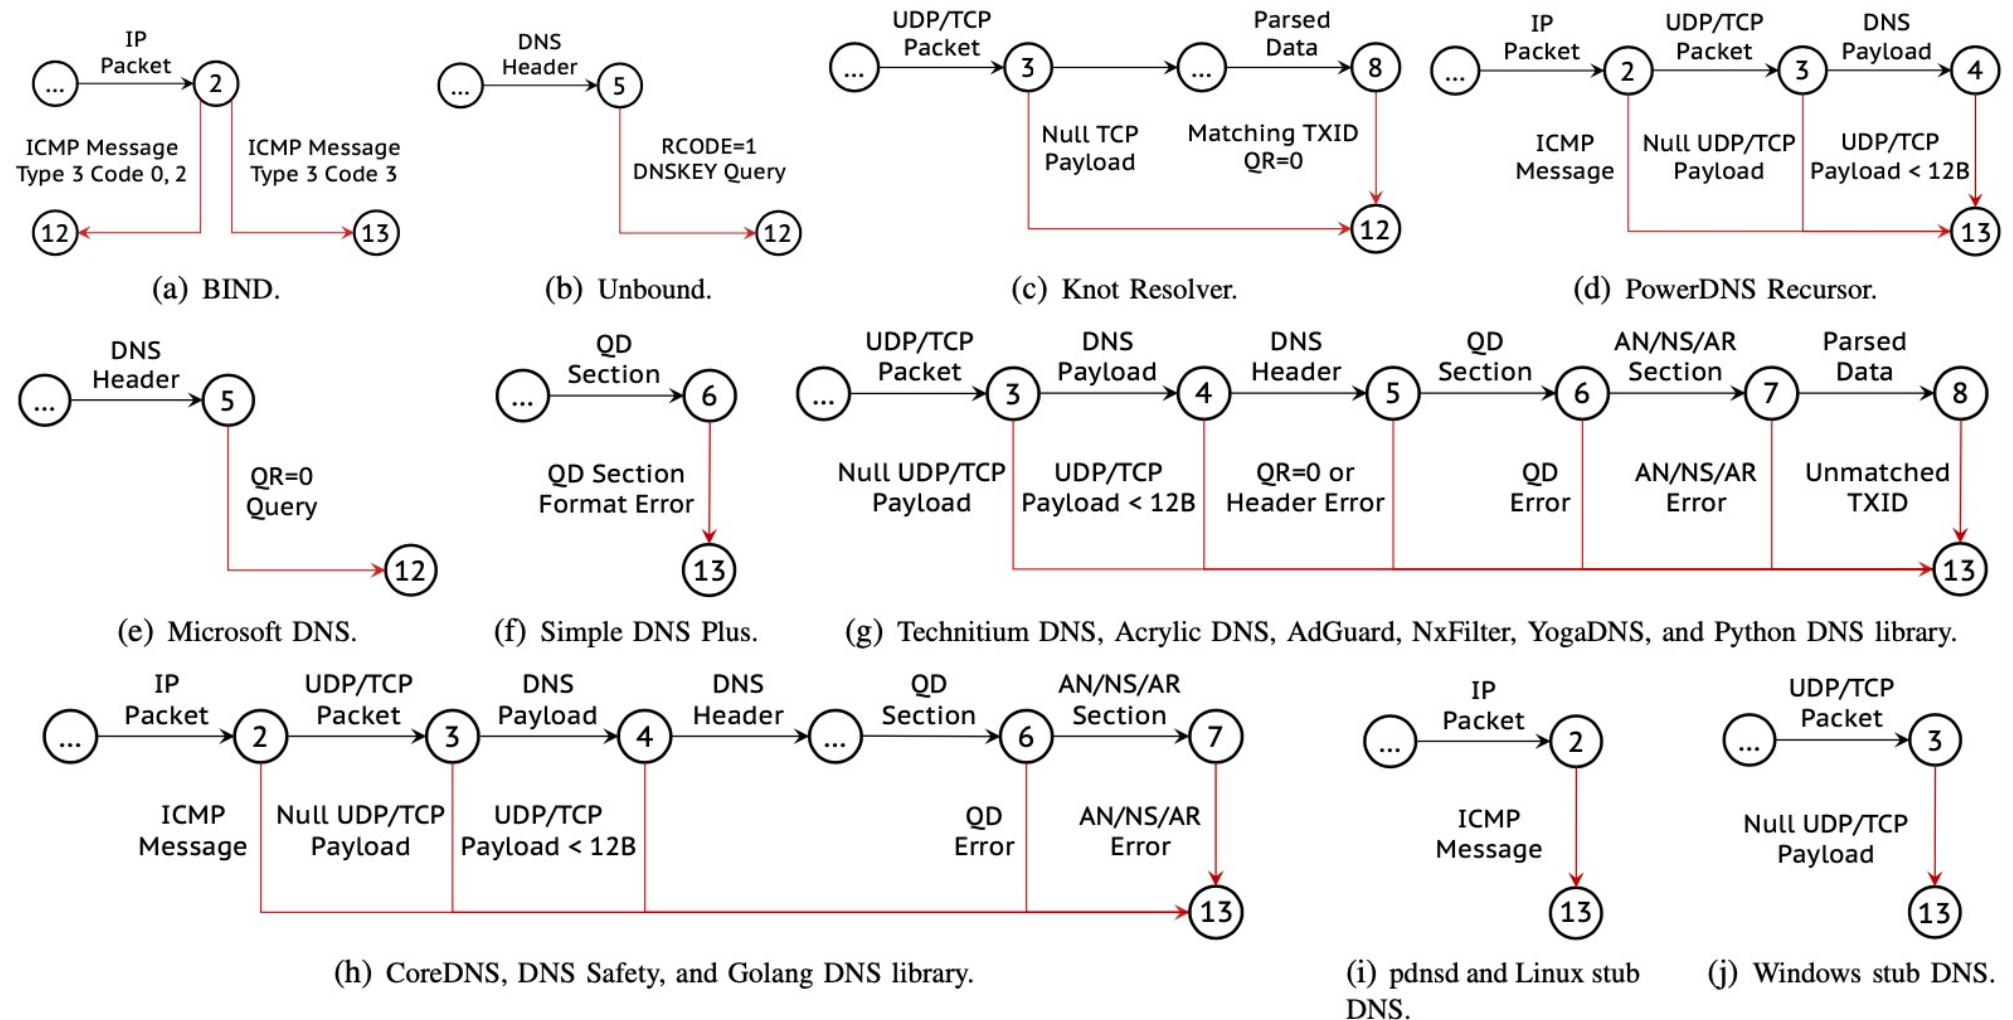 IP
Packet
...
2
ICMP Message
Type 3 Code 0, 2
ICMP Message
Type 3 Code 3
12
13
(a) BIND.
DNS
Header
...
5
RCODE=1
DNSKEY Query
12
(b) Unbound.
UDP/TCP
Packet
Parsed
Data
...
3
...
8
Null TCP
Payload
Matching TXID
QR=0
12
(c) Knot Resolver.
IP
Packet
UDP/TCP
Packet
DNS
Payload
...
2
3
4
ICMP
Message
Null UDP/TCP
Payload
UDP/TCP
Payload < 12B
13
(d) PowerDNS Recursor.
DNS
Header
...
5
QR=0
Query
12
(e) Microsoft DNS.
QD
Section
...
6
QD Section
Format Error
13
(f) Simple DNS Plus.
UDP/TCP
Packet
DNS
Payload
DNS
Header
QD
Section
AN/NS/AR
Section
Parsed
Data
...
3
4
5
6
7
8
Null UDP/TCP
Payload
UDP/TCP
Payload < 12B
QR=0 or
Header Error
QD
Error
AN/NS/AR
Error
Unmatched
TXID
13
(g) Technitium DNS, Acrylic DNS, AdGuard, NxFilter, YogaDNS, and Python DNS library.
IP
Packet
UDP/TCP
Packet
DNS
Payload
DNS
Header
QD
Section
AN/NS/AR
Section
...
2
3
4
...
6
7
ICMP
Message
Null UDP/TCP
Payload
UDP/TCP
Payload < 12B
QD
Error
AN/NS/AR
Error
13
(h) CoreDNS, DNS Safety, and Golang DNS library.
IP
Packet
...
2
ICMP
Message
13
(i) pdnsd and Linux stub
DNS.
UDP/TCP
Packet
...
3
Null UDP/TCP
Payload
13
(j) Windows stub DNS.